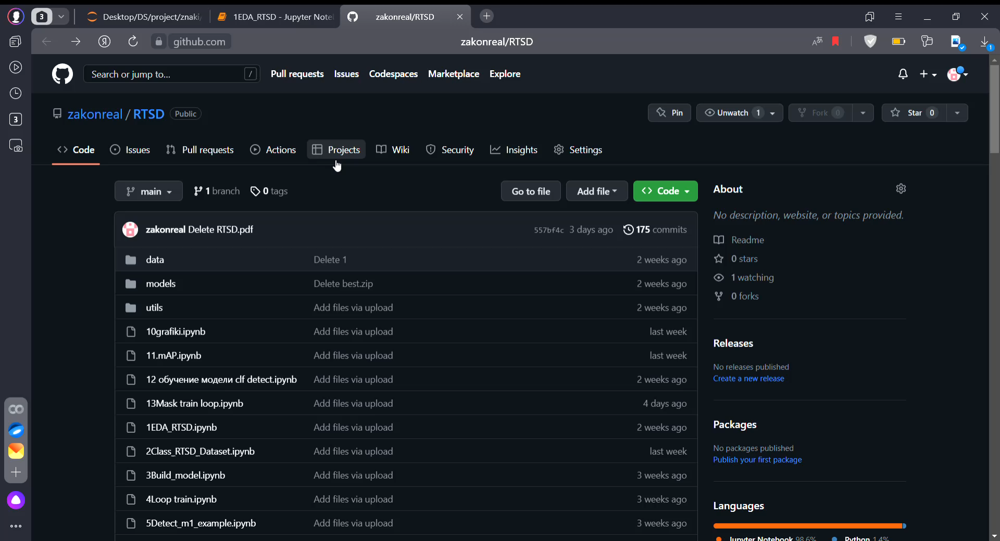 3
Desktop/DS/project/znaki,
1EDA_RTSD - Jupyter Note
zakonreal/RTSD
github.com
zakonreal/RTSD
1
Search or jump to...
/
Pull requests
Issues
Codespaces
Marketplace
Explore
3
zakonreal / RTSD
Public
Pin
Unwatch 1
Fork 0
Star 0
Code
Issues
Pull requests
Actions
Projects
Wiki
Security
Insights
Settings
main
1 branch
0 tags
Go to file
Add file
Code
About
No description, website, or topics provided.
zakonreal Delete RTSD.pdf
557bf4c 3 days ago
175 commits
Readme
data
Delete 1
2 weeks ago
0 stars
models
Delete best.zip
2 weeks ago
1 watching
utils
Add files via upload
2 weeks ago
0 forks
10grafiki.ipynb
Add files via upload
last week
Releases
11.mAP.ipynb
Add files via upload
last week
No releases published
12 обучение модели clf detect.ipynb
Add files via upload
2 weeks ago
Create a new release
13Mask train loop.ipynb
Add files via upload
4 days ago
1EDA_RTSD.ipynb
Add files via upload
2 weeks ago
Packages
2Class_RTSD_Dataset.ipynb
Add files via upload
last week
No packages published
Publish your first package
3Build_model.ipynb
Add files via upload
3 weeks ago
4Loop train.ipynb
Add files via upload
3 weeks ago
Languages
5Detect_m1_example.ipynb
Add files via upload
3 weeks ago
Jupyter Notebook 98.6%
Python 1.4%